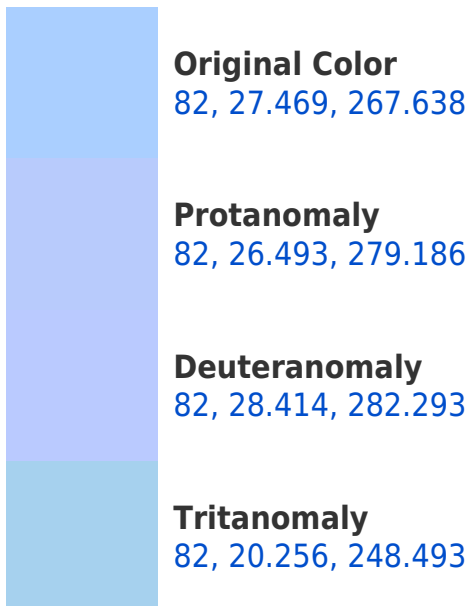 Original Color
82, 27.469, 267.638
Protanomaly
82, 26.493, 279.186
Deuteranomaly
82, 28.414, 282.293
Tritanomaly
82, 20.256, 248.493